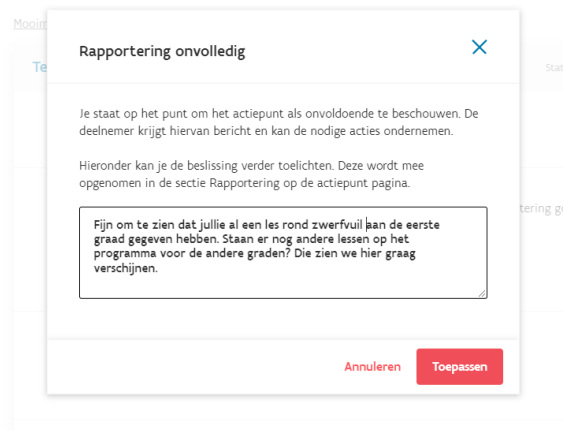 Mooim
Rapportering onvolledig
Te
Stat
Je staat op het punt om het actiepunt als onvoldoende te beschouwen. De
deelnemer krijgt hiervan bericht en kan de nodige acties ondernemen.
Hieronder kan je de beslissing verder toelichten. Deze wordt mee
opgenomen in de sectie Rapportering op de actiepunt pagina.
tering g
Fijn om te zien dat jullie al een les rond zwerfvuil aan de eerste
graad gegeven hebben. Staan er nog andere lessen op het
programma voor de andere graden? Die zien we hier graag
verschijnen.
Annuleren
Toepassen